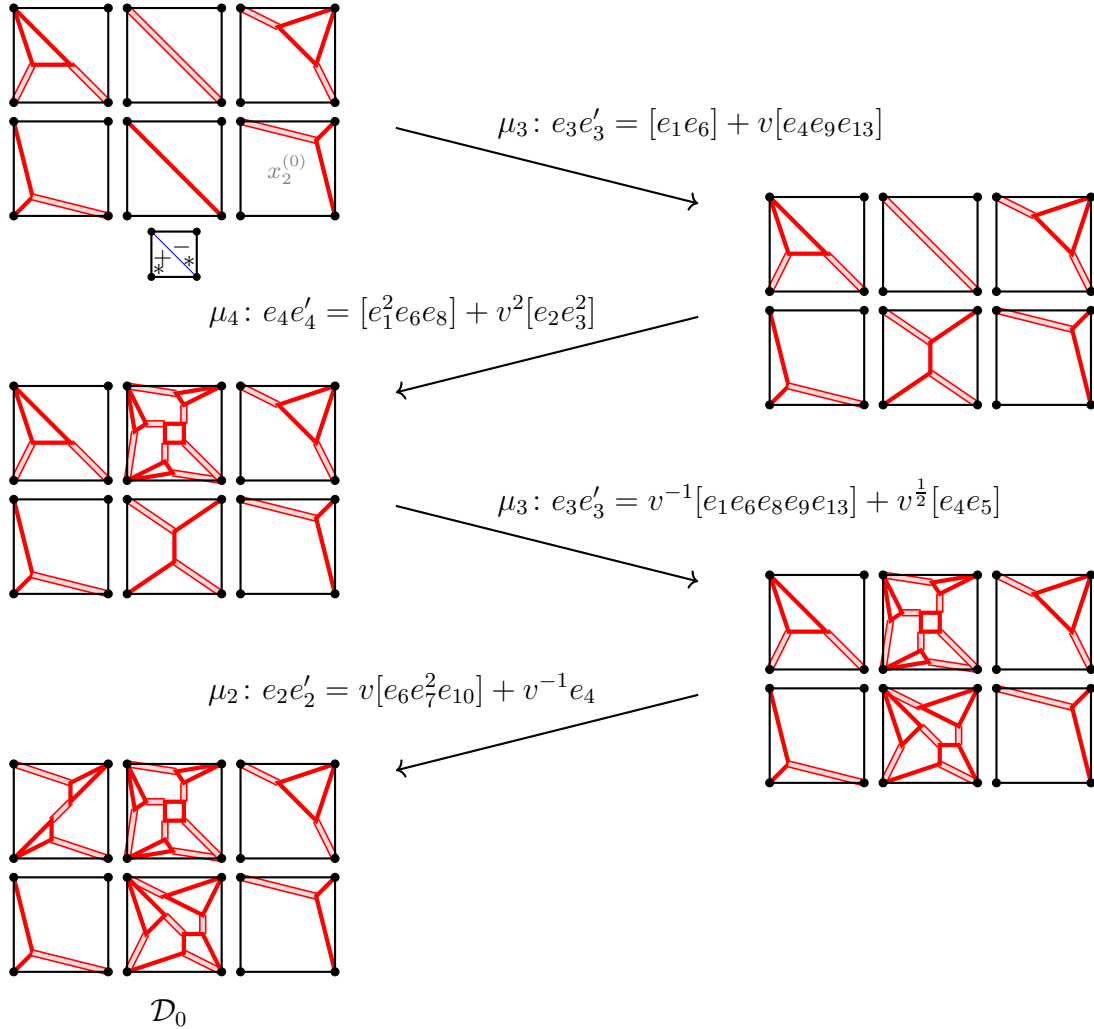 μ₃: e₃e′₃ = [e₁e₆] + v[e₄e₉e₁₃]
x₂⁽⁰⁾
+ −
* *
μ₄: e₄e′₄ = [e₁²e₆e₈] + v²[e₂e₃²]
μ₃: e₃e′₃ = v⁻¹[e₁e₆e₈e₉e₁₃] + v^{1/2}[e₄e₅]
μ₂: e₂e′₂ = v[e₆e₇²e₁₀] + v⁻¹e₄
𝒟₀